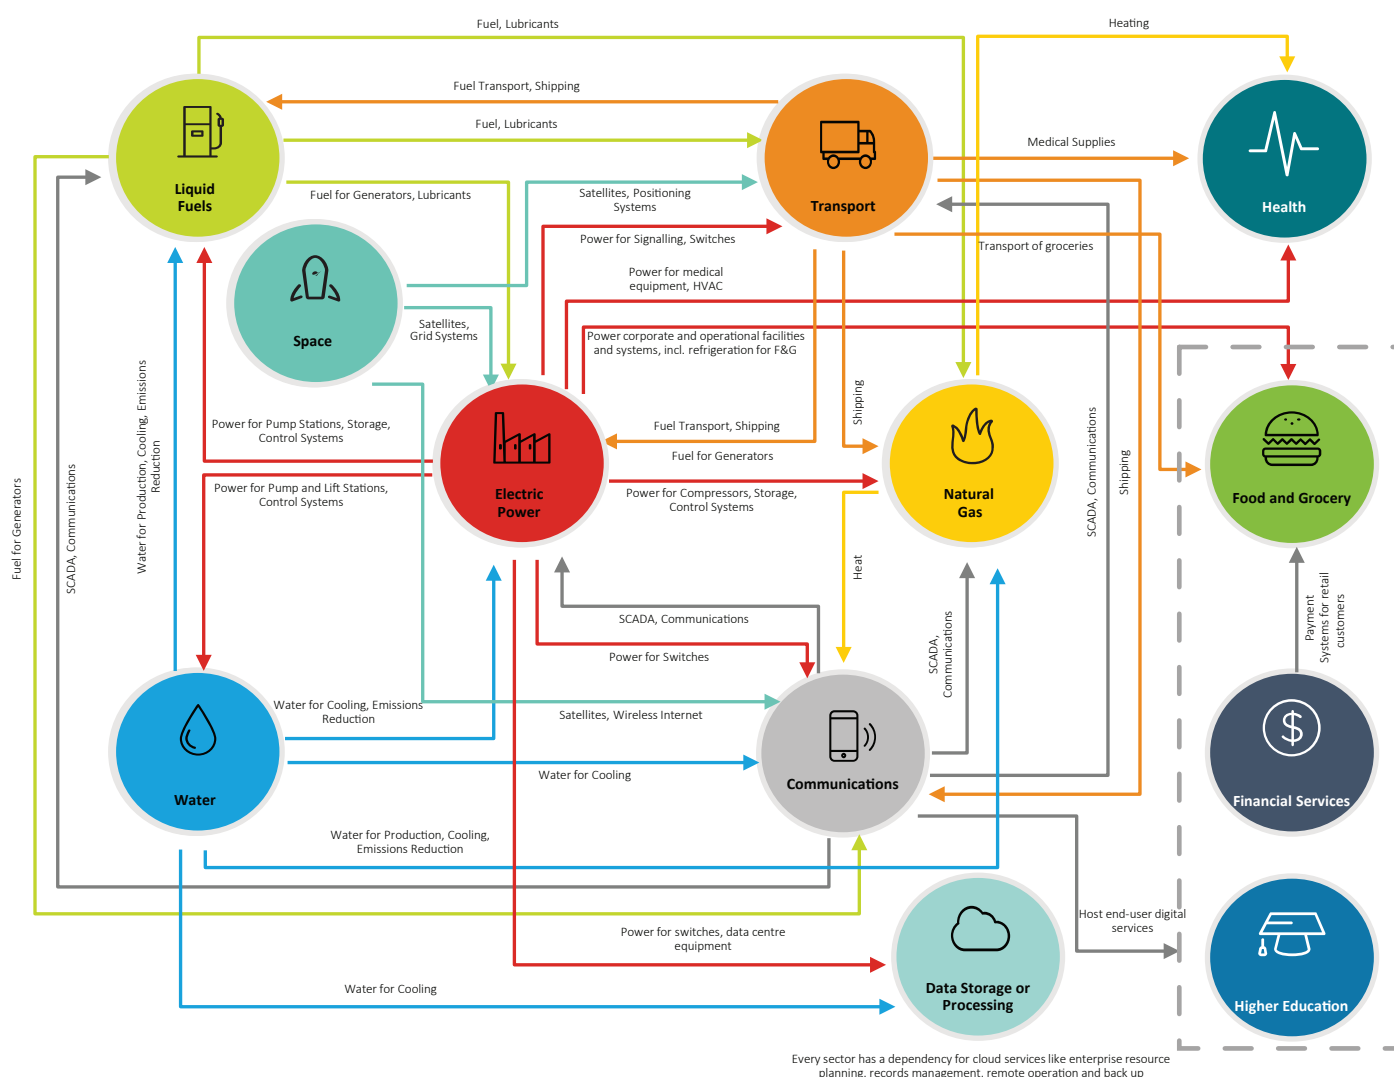 Fuel, Lubricants
Heating
Fuel Transport, Shipping
Fuel, Lubricants
Medical Supplies
Liquid
Fuels
Fuel for Generators, Lubricants
Satellites, Positioning
Systems
Transport
Health
Power for Signalling, Switches
Transport of groceries
Power for medical
equipment, HVAC
Space
Satellites,
Grid Systems
Power corporate and operational facilities
and systems, incl. refrigeration for F&G
Water for Production, Cooling, Emissions
Reduction
Shipping
Power for Pump Stations, Storage,
Control Systems
Fuel Transport, Shipping
Fuel for Generators
SCADA, Communications
Shipping
Fuel for Generators
SCADA, Communications
Power for Pump and Lift Stations,
Control Systems
Electric
Power
Power for Compressors, Storage,
Control Systems
Natural
Gas
Food and Grocery
Heat
SCADA, Communications
SCADA,
Communications
Payment
Systems for retail
customers
Power for Switches
Water for Cooling, Emissions
Reduction
Satellites, Wireless Internet
Water for Cooling
Communications
Water
Financial Services
Water for Production, Cooling,
Emissions Reduction
Host end-user digital
services
Power for switches, data centre
equipment
Water for Cooling
Data Storage or
Processing
Higher Education
Every sector has a dependency for cloud services like enterprise resource
planning, records management, remote operation and back up